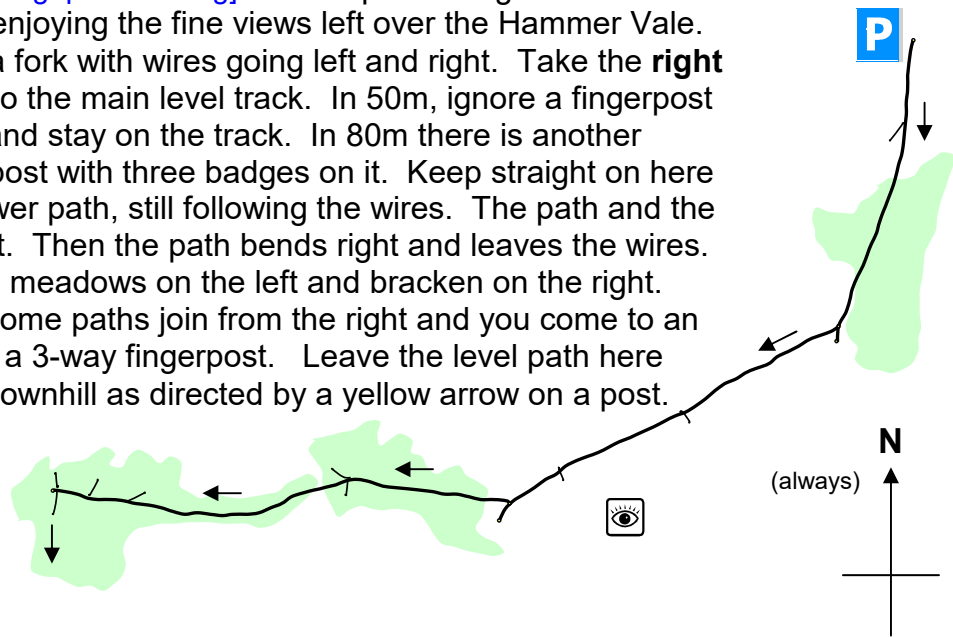 enjoying the fine views left over the Hammer Vale.
a fork with wires going left and right. Take the right
o the main level track. In 50m, ignore a fingerpost
and stay on the track. In 80m there is another
post with three badges on it. Keep straight on here
wer path, still following the wires. The path and the
t. Then the path bends right and leaves the wires.
meadows on the left and bracken on the right.
ome paths join from the right and you come to an
a 3-way fingerpost. Leave the level path here
ownhill as directed by a yellow arrow on a post.
P
N
(always)